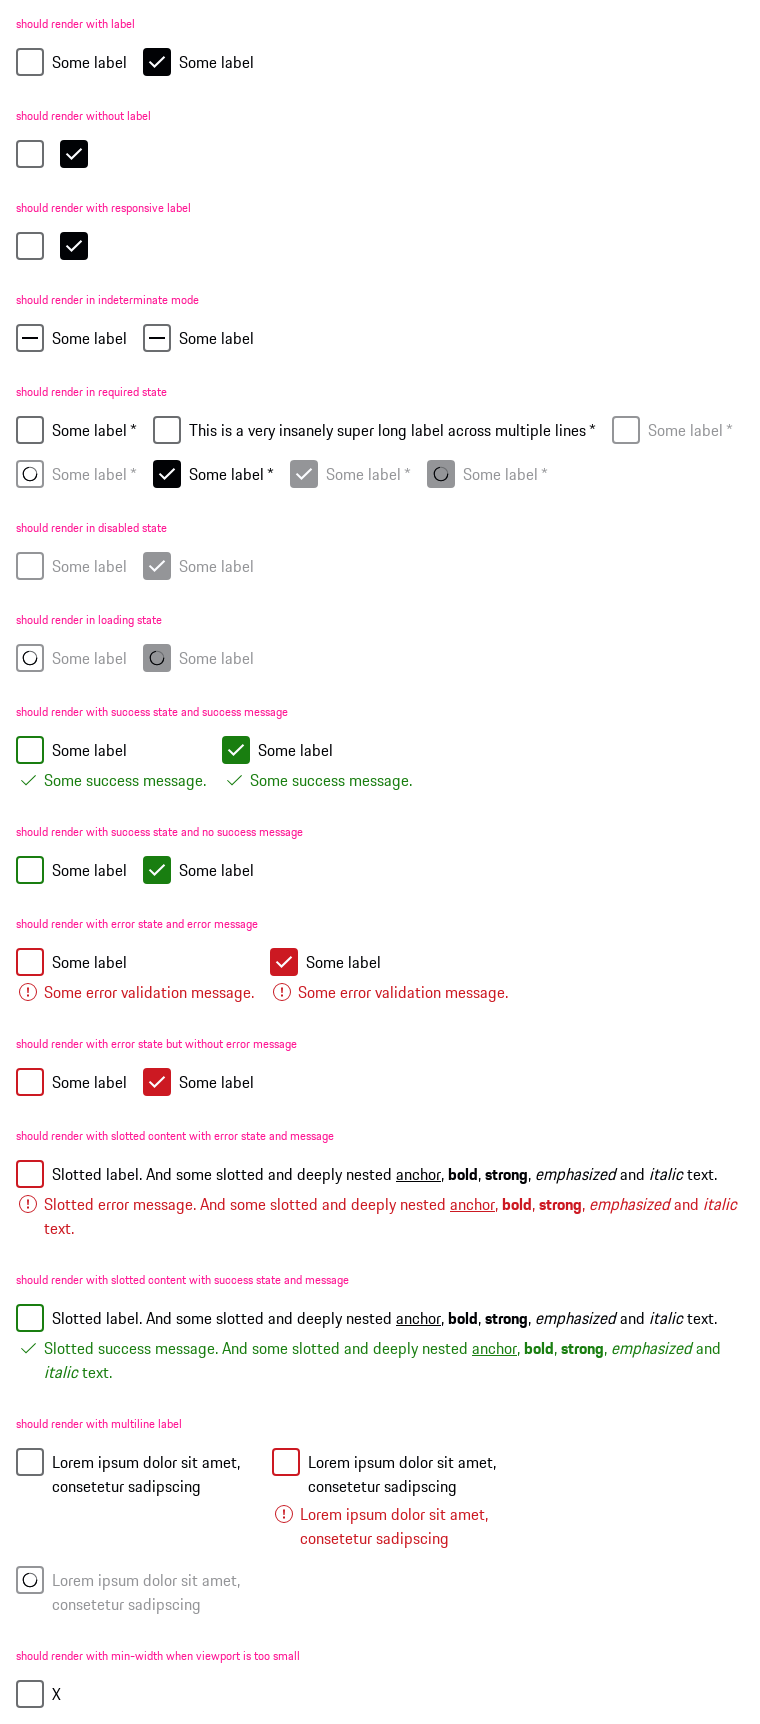 should render with label
Some label Some label
should render without label
should render with responsive label
should render in indeterminate mode
Some label Some label
should render in required state
Some label * This is a very insanely super long label across multiple lines * Some label *
Some label * Some label * Some label * Some label *
should render in disabled state
Some label Some label
should render in loading state
Some label Some label
should render with success state and success message
Some label Some label
Some success message. Some success message.
should render with success state and no success message
Some label Some label
should render with error state and error message
Some label Some label
Some error validation message. Some error validation message.
should render with error state but without error message
Some label Some label
should render with slotted content with error state and message
Slotted label. And some slotted and deeply nested anchor, bold, strong, emphasized and italic text.
Slotted error message. And some slotted and deeply nested anchor, bold, strong, emphasized and italic
text.
should render with slotted content with success state and message
Slotted label. And some slotted and deeply nested anchor, bold, strong, emphasized and italic text.
Slotted success message. And some slotted and deeply nested anchor, bold, strong, emphasized and
italic text.
should render with multiline label
Lorem ipsum dolor sit amet, Lorem ipsum dolor sit amet,
consetetur sadipscing consetetur sadipscing
Lorem ipsum dolor sit amet,
consetetur sadipscing
Lorem ipsum dolor sit amet,
consetetur sadipscing
should render with min-width when viewport is too small
X